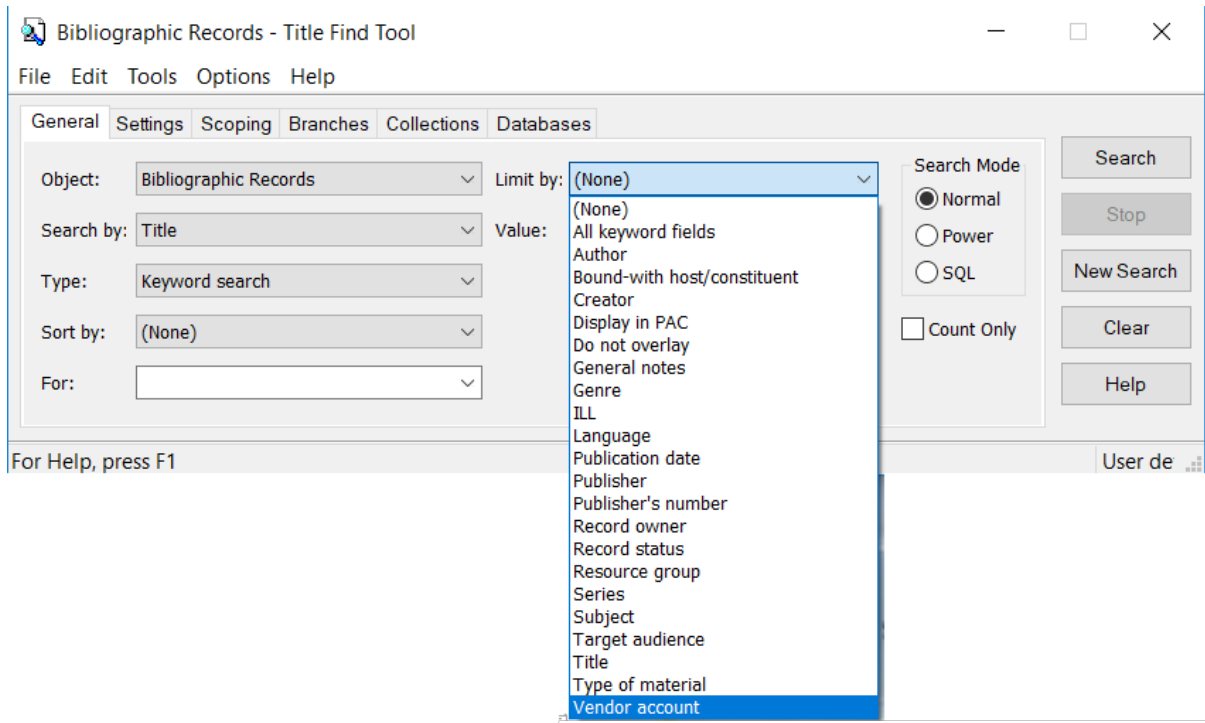 Bibliographic Records - Title Find Tool
File Edit Tools Options Help
General Settings Scoping Branches Collections Databases
Object: Bibliographic Records Limit by: (None) Search Mode Search
Search by: Title Value: Normal Stop
Type: Keyword search Power New Search
Sort by: (None) SQL Clear
For: Count Only Help
(None)
All keyword fields
Author
Bound-with host/constituent
Creator
Display in PAC
Do not overlay
General notes
Genre
ILL
Language
Publication date
Publisher
Publisher's number
Record owner
Record status
Resource group
Series
Subject
Target audience
Title
Type of material
Vendor account
For Help, press F1 User de